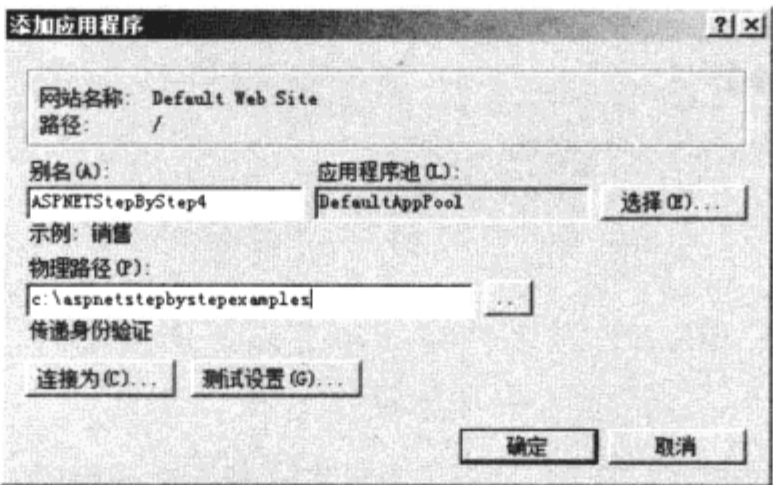 添加应用程序
网站名称: Default Web Site
路径: /
别名(A): 应用程序池(L):
ASPNETStepByStep4 DefaultAppPool 选择(E)...
示例: 销售
物理路径(P):
c:\aspnetstepbystepexamples ..
传递身份验证
连接为(C)... 测试设置(G)...
确定 取消